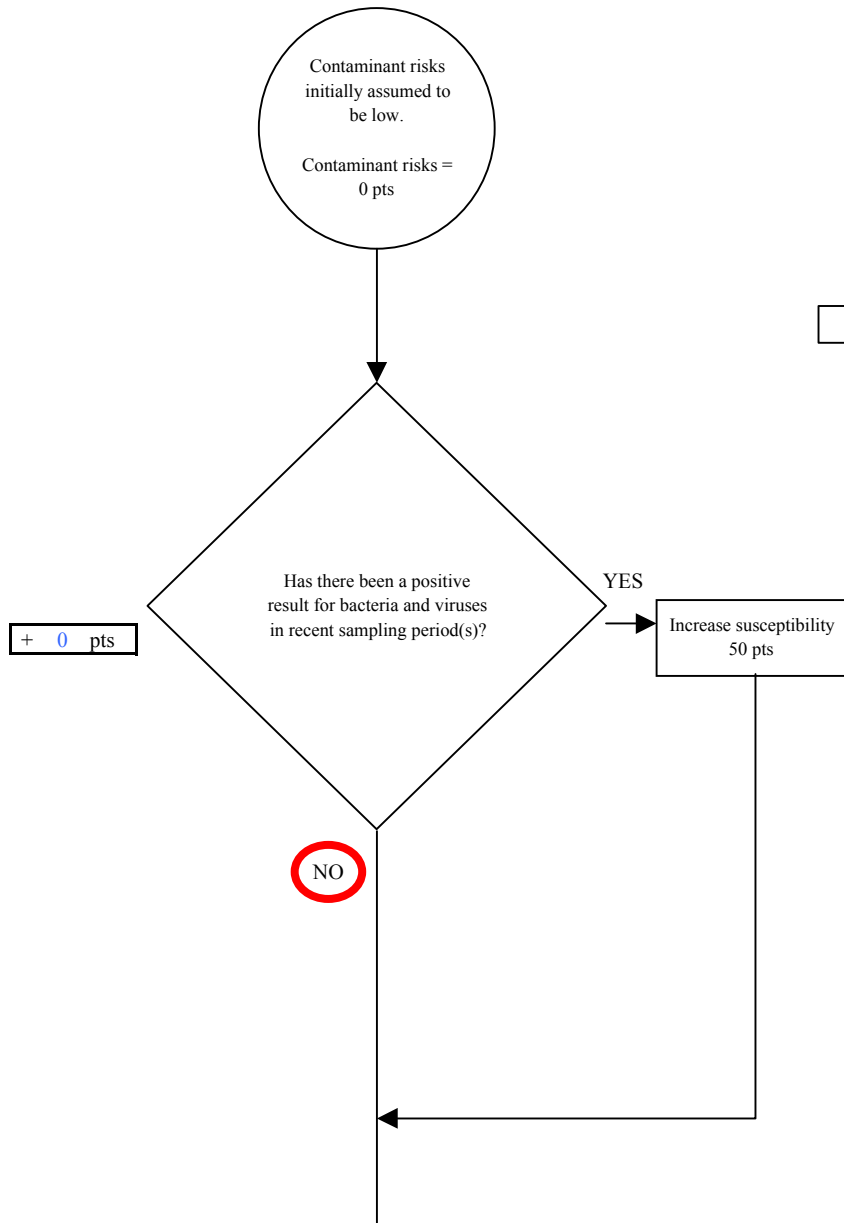 Contaminant risks
initially assumed to
be low.
Contaminant risks =
0 pts
Has there been a positive
result for bacteria and viruses
in recent sampling period(s)?
YES
Increase susceptibility
50 pts
+ 0 pts
NO